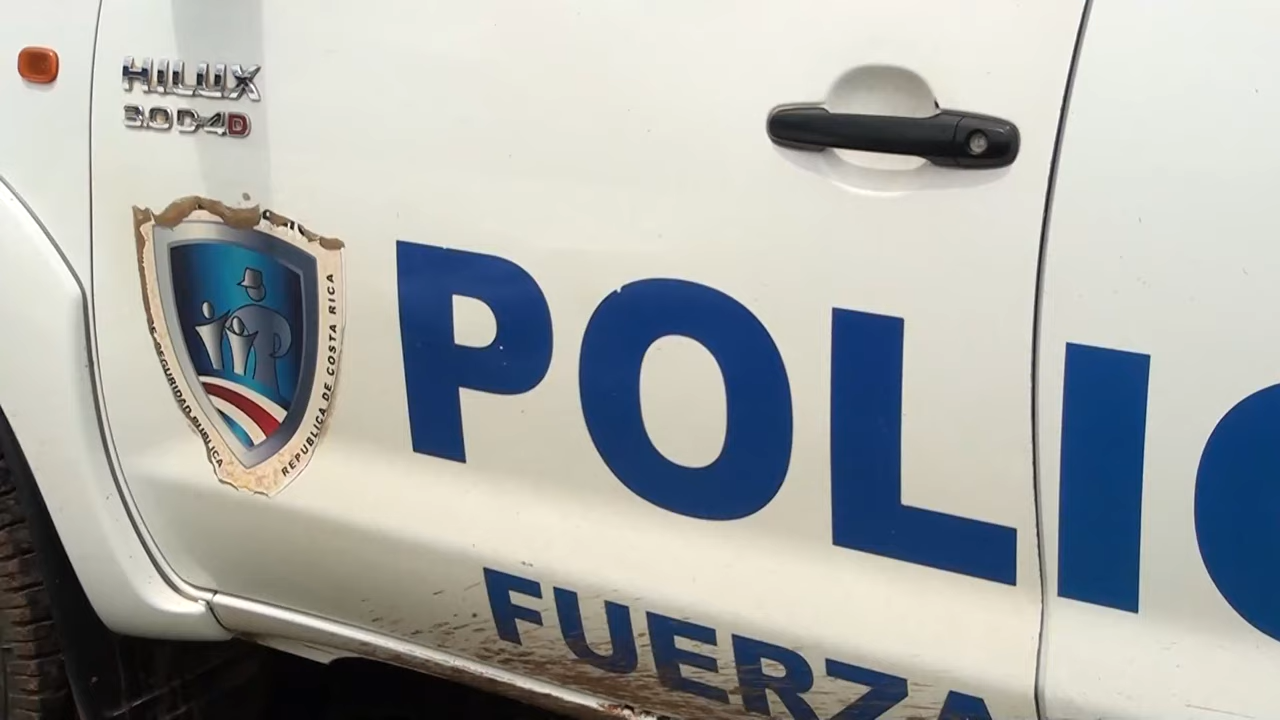 HILUX
3.0 D-4D
SEGURIDAD PUBLICA
REPUBLICA DE COSTA RICA
POLIC
FUERZA